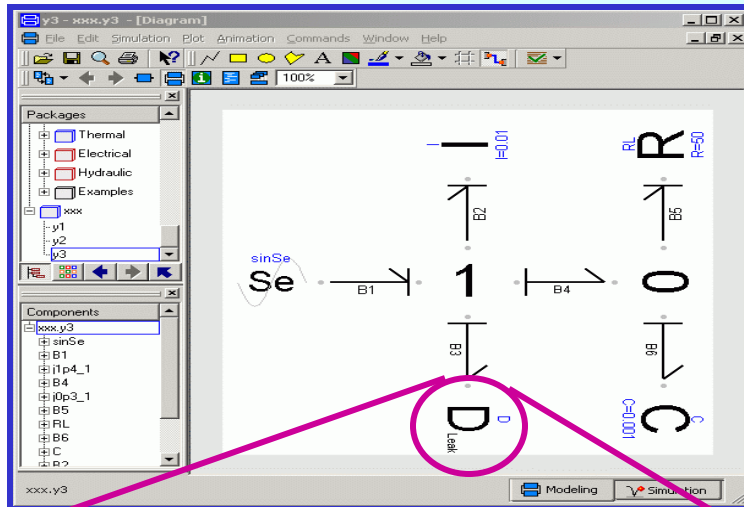 y3 - xxx.y3 - [Diagram]
File Edit Simulation Plot Animation Commands Window Help
100%
Packages
Thermal
Electrical
Hydraulic
Examples
xxx
y1
y2
y3
Components
xxx.y3
sinSe
B1
j1p4_1
B4
j0p3_1
B5
RL
B6
C
B2
I
I
I=0.01
RL
R
R=50
B2
B5
sinSe
Se
B1
1
B4
0
B3
B6
D
D
Leak
C=0.001
C
C
xxx.y3
Modeling
Simulation